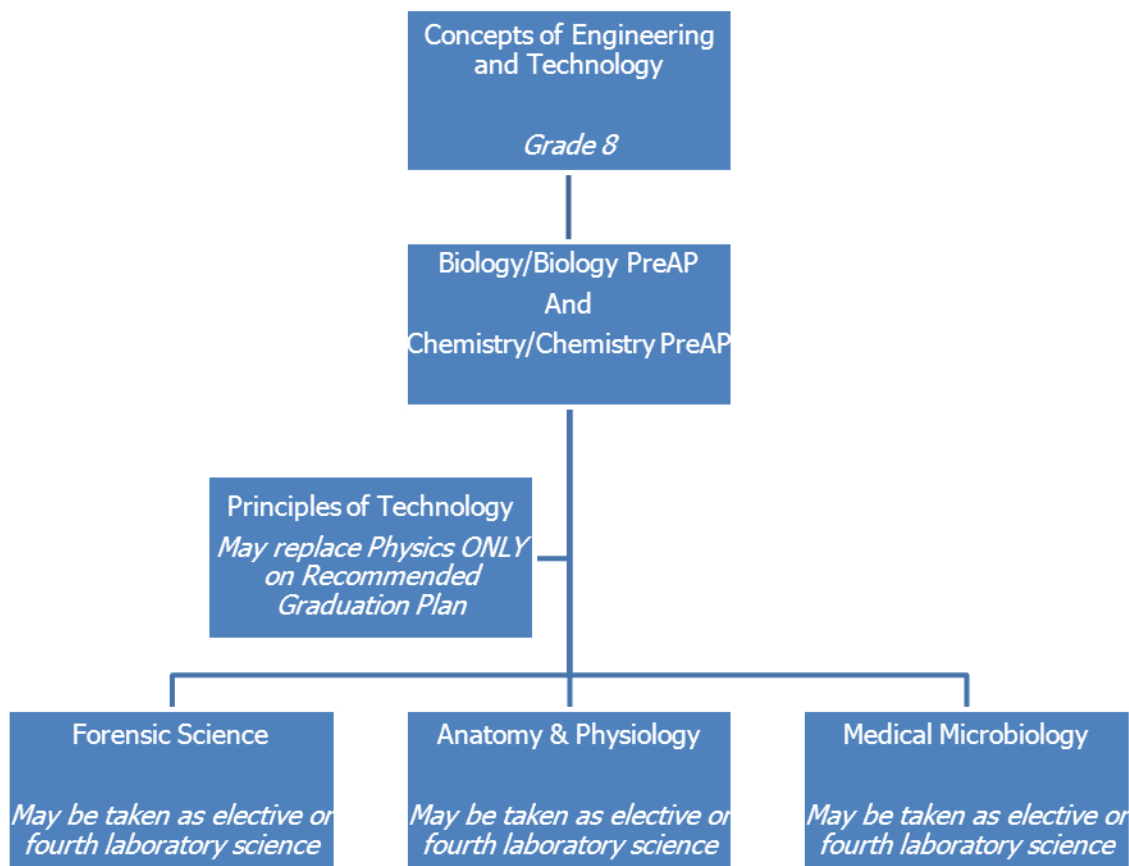 Concepts of Engineering
and Technology
Grade 8
Biology/Biology PreAP
And
Chemistry/Chemistry PreAP
Principles of Technology
May replace Physics ONLY
on Recommended
Graduation Plan
Forensic Science
May be taken as elective or
fourth laboratory science
Anatomy & Physiology
May be taken as elective or
fourth laboratory science
Medical Microbiology
May be taken as elective or
fourth laboratory science